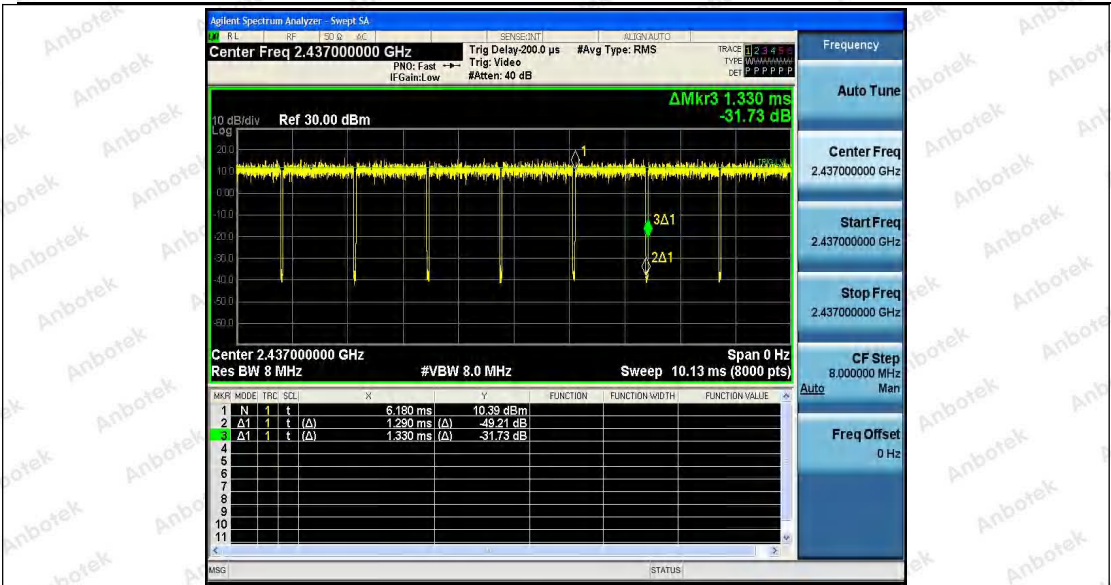 Agilent Spectrum Analyzer - Swept SA
RL RF 50 Ω AC SENSE:INT ALIGNAUTO
Center Freq 2.437000000 GHz
PNO: Fast
IFGain:Low
Trig Delay-200.0 µs
Trig: Video
#Atten: 40 dB
#Avg Type: RMS
TRACE 1 2 3 4 5 6
TYPE
DET P P P P P P
Frequency
ΔMkr3 1.330 ms
-31.73 dB
10 dB/div Ref 30.00 dBm
Log
20.0
10.0
0.00
-10.0
-20.0
-30.0
-40.0
-50.0
-60.0
1
TRIG LVL
3Δ1
2Δ1
Center 2.437000000 GHz Span 0 Hz
Res BW 8 MHz #VBW 8.0 MHz Sweep 10.13 ms (8000 pts)
MKR MODE TRC SCL X Y FUNCTION FUNCTION WIDTH FUNCTION VALUE
1 N 1 t 6.180 ms 10.39 dBm
2 Δ1 1 t (Δ) 1.290 ms (Δ) -49.21 dB
3 Δ1 1 t (Δ) 1.330 ms (Δ) -31.73 dB
4
5
6
7
8
9
10
11
MSG STATUS
Auto Tune
Center Freq
2.437000000 GHz
Start Freq
2.437000000 GHz
Stop Freq
2.437000000 GHz
CF Step
8.000000 MHz
Auto Man
Freq Offset
0 Hz
Anbotek